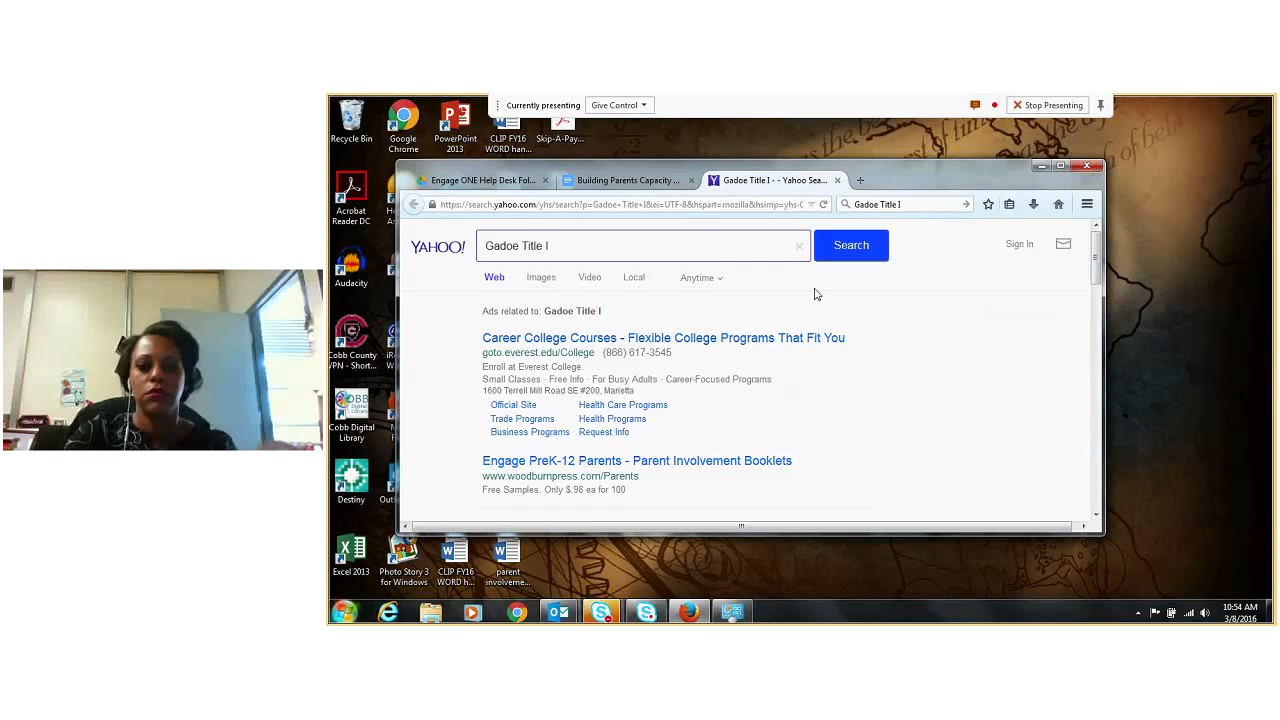 Currently presenting
Give Control
Stop Presenting
Recycle Bin
Google Chrome
PowerPoint 2013
CLIP FY16 WORD han...
Skip-A-Pay...
Engage ONE Help Desk Fol...
Building Parents Capacity ...
Gadoe Title I - - Yahoo Sea...
https://search.yahoo.com/yhs/search?p=Gadoe+Title+I&ei=UTF-8&hspart=mozilla&hsimp=yhs-0
Gadoe Title I
YAHOO!
Gadoe Title I
Search
Sign In
Web
Images
Video
Local
Anytime
Ads related to: Gadoe Title I
Career College Courses - Flexible College Programs That Fit You
goto.everest.edu/College (866) 617-3545
Enroll at Everest College.
Small Classes · Free Info · For Busy Adults · Career-Focused Programs
1600 Terrell Mill Road SE #200, Marietta
Official Site
Health Care Programs
Trade Programs
Health Programs
Business Programs
Request Info
Engage PreK-12 Parents - Parent Involvement Booklets
www.woodburnpress.com/Parents
Free Samples. Only $.98 ea for 100
Acrobat Reader DC
Audacity
Cobb County VPN - Short...
Cobb Digital Library
Destiny
Excel 2013
Photo Story 3 for Windows
CLIP FY16 WORD h...
parent involveme...
10:54 AM
3/8/2016